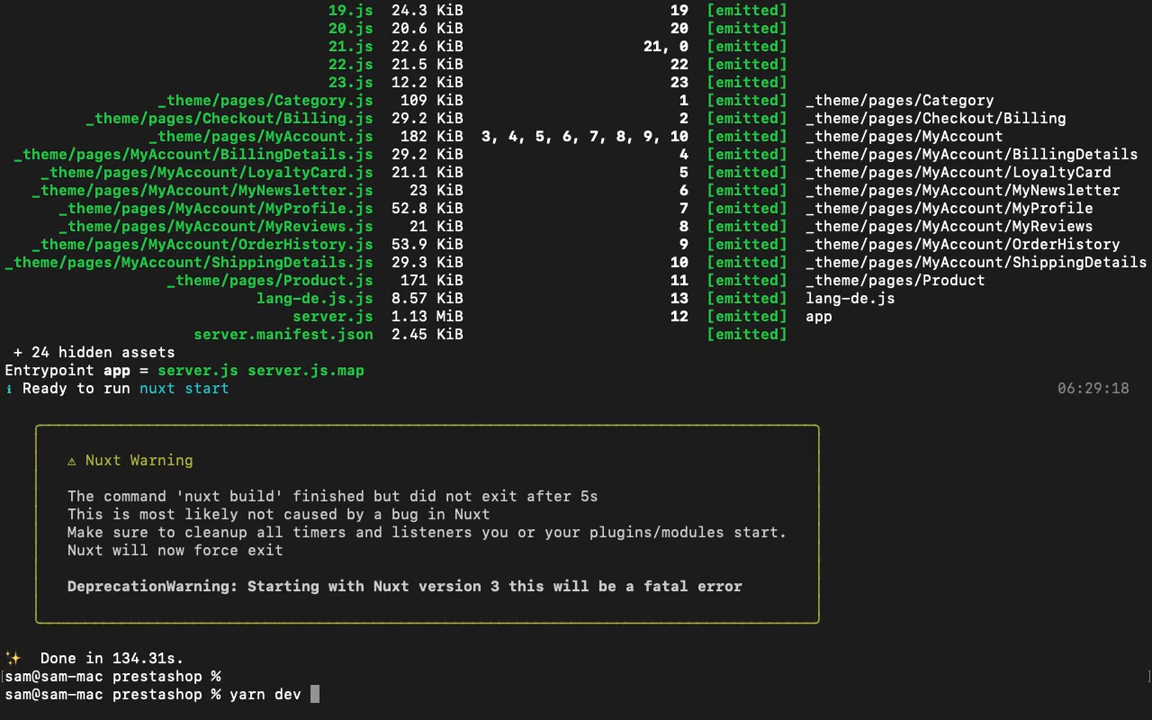 19.js 24.3 KiB 19 [emitted]
20.js 20.6 KiB 20 [emitted]
21.js 22.6 KiB 21, 0 [emitted]
22.js 21.5 KiB 22 [emitted]
23.js 12.2 KiB 23 [emitted]
_theme/pages/Category.js 109 KiB 1 [emitted] _theme/pages/Category
_theme/pages/Checkout/Billing.js 29.2 KiB 2 [emitted] _theme/pages/Checkout/Billing
_theme/pages/MyAccount.js 182 KiB 3, 4, 5, 6, 7, 8, 9, 10 [emitted] _theme/pages/MyAccount
_theme/pages/MyAccount/BillingDetails.js 29.2 KiB 4 [emitted] _theme/pages/MyAccount/BillingDetails
_theme/pages/MyAccount/LoyaltyCard.js 21.1 KiB 5 [emitted] _theme/pages/MyAccount/LoyaltyCard
_theme/pages/MyAccount/MyNewsletter.js 23 KiB 6 [emitted] _theme/pages/MyAccount/MyNewsletter
_theme/pages/MyAccount/MyProfile.js 52.8 KiB 7 [emitted] _theme/pages/MyAccount/MyProfile
_theme/pages/MyAccount/MyReviews.js 21 KiB 8 [emitted] _theme/pages/MyAccount/MyReviews
_theme/pages/MyAccount/OrderHistory.js 53.9 KiB 9 [emitted] _theme/pages/MyAccount/OrderHistory
_theme/pages/MyAccount/ShippingDetails.js 29.3 KiB 10 [emitted] _theme/pages/MyAccount/ShippingDetails
_theme/pages/Product.js 171 KiB 11 [emitted] _theme/pages/Product
lang-de.js.js 8.57 KiB 13 [emitted] lang-de.js
server.js 1.13 MiB 12 [emitted] app
server.manifest.json 2.45 KiB [emitted]
+ 24 hidden assets
Entrypoint app = server.js server.js.map
ℹ Ready to run nuxt start 06:29:18
⚠ Nuxt Warning
The command 'nuxt build' finished but did not exit after 5s
This is most likely not caused by a bug in Nuxt
Make sure to cleanup all timers and listeners you or your plugins/modules start.
Nuxt will now force exit
DeprecationWarning: Starting with Nuxt version 3 this will be a fatal error
✨ Done in 134.31s.
[sam@sam-mac prestashop % ]
sam@sam-mac prestashop % yarn dev